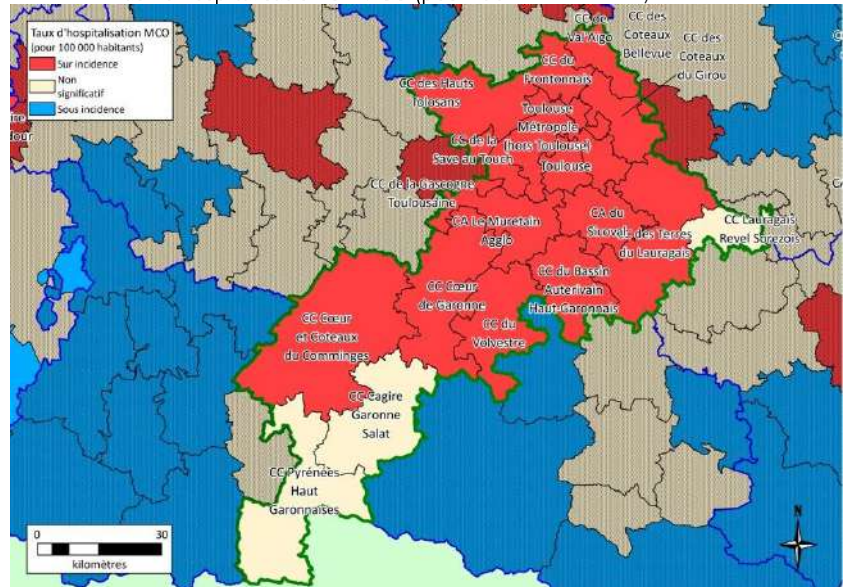 Taux d'hospitalisation MCO
(pour 100 000 habitants)
Sur incidence
Non
significatif
Sous incidence
CC de
Val'Aïgo
CC des
Coteaux
Bellevue
CC des
Coteaux
du Girou
CC du
Frontonnais
CC des Hauts
Tolosans
Toulouse
Métropole
(hors Toulouse)
Toulouse
CC de la
Save au Touch
CC de la Gascogne
Toulousaine
CA Le Muretain
Agglo
CA du
Sicoval
des Terres
du Lauragais
CC Lauragais
Revel Sorezois
CC Cœur
de Garonne
CC du Bassin
Auterivain
Haut-Garonnais
CC du
Volvestre
CC Cœur
et Coteaux
du Comminges
CC Cagire
Garonne
Salat
CC Pyrénées
Haut
Garonnaises
N
0 30
kilomètres